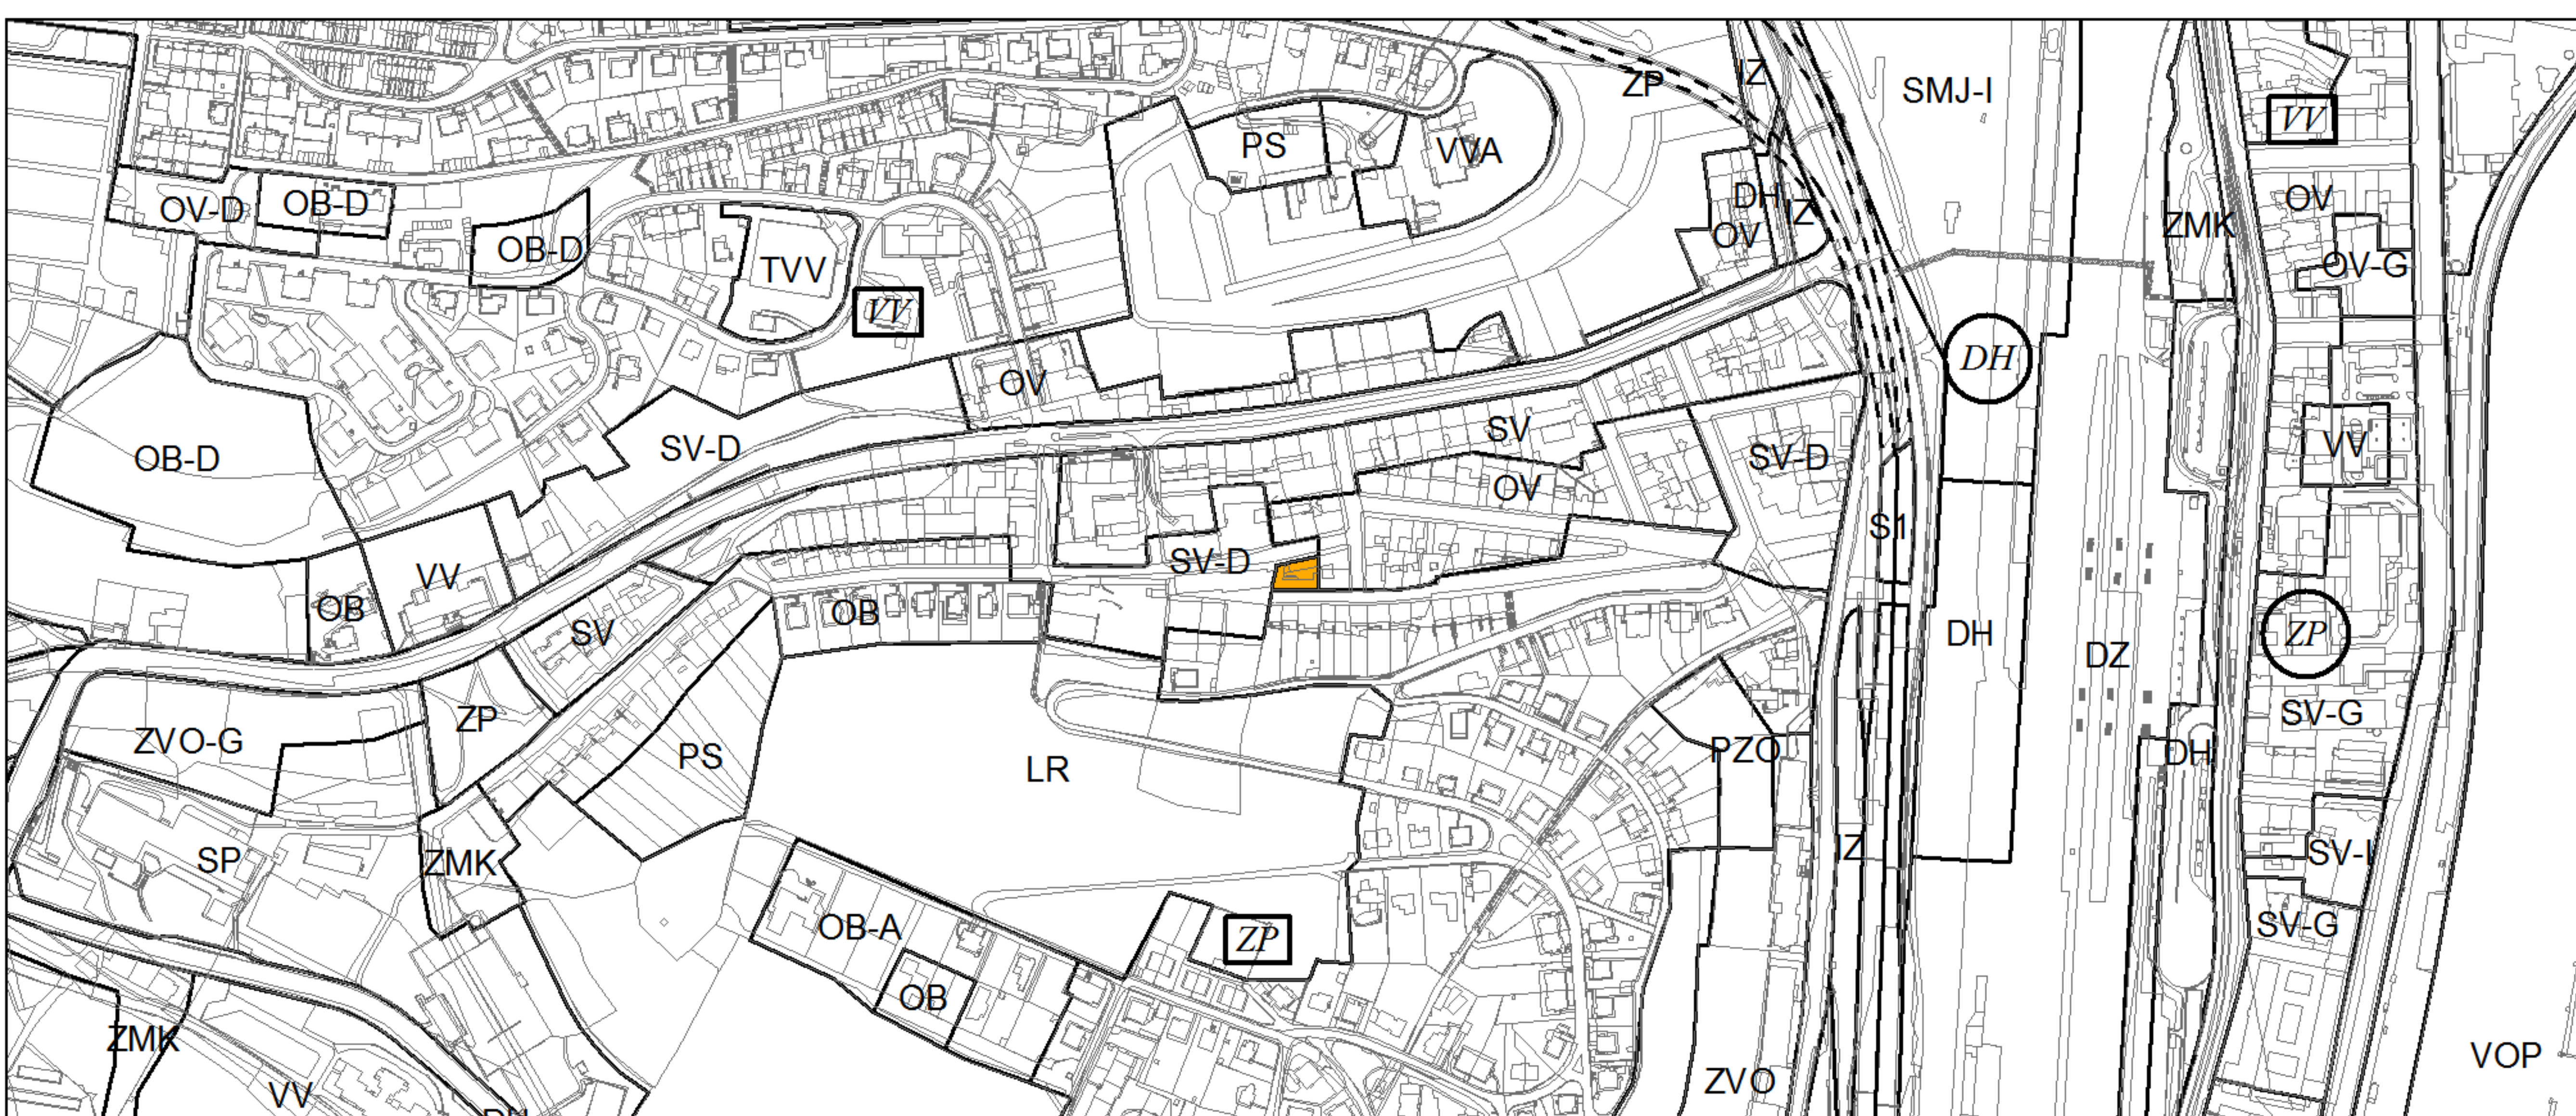 ZP
IZ
SMJ-I
VV
PS
VVA
OV-D
OB-D
DH
IZ
OV
ZMK
OV
OB-D
TVV
OV-G
VV
DH
OV
OB-D
SV-D
SV
SV-D
VV
OV
S1
SV-D
VV
OB
OB
SV
DH
DZ
ZP
ZVO-G
ZP
PS
LR
PZO
SV-G
DH
SP
ZMK
IZ
SV-I
OB-A
ZP
SV-G
OB
ZMK
VV
ZVO
VOP